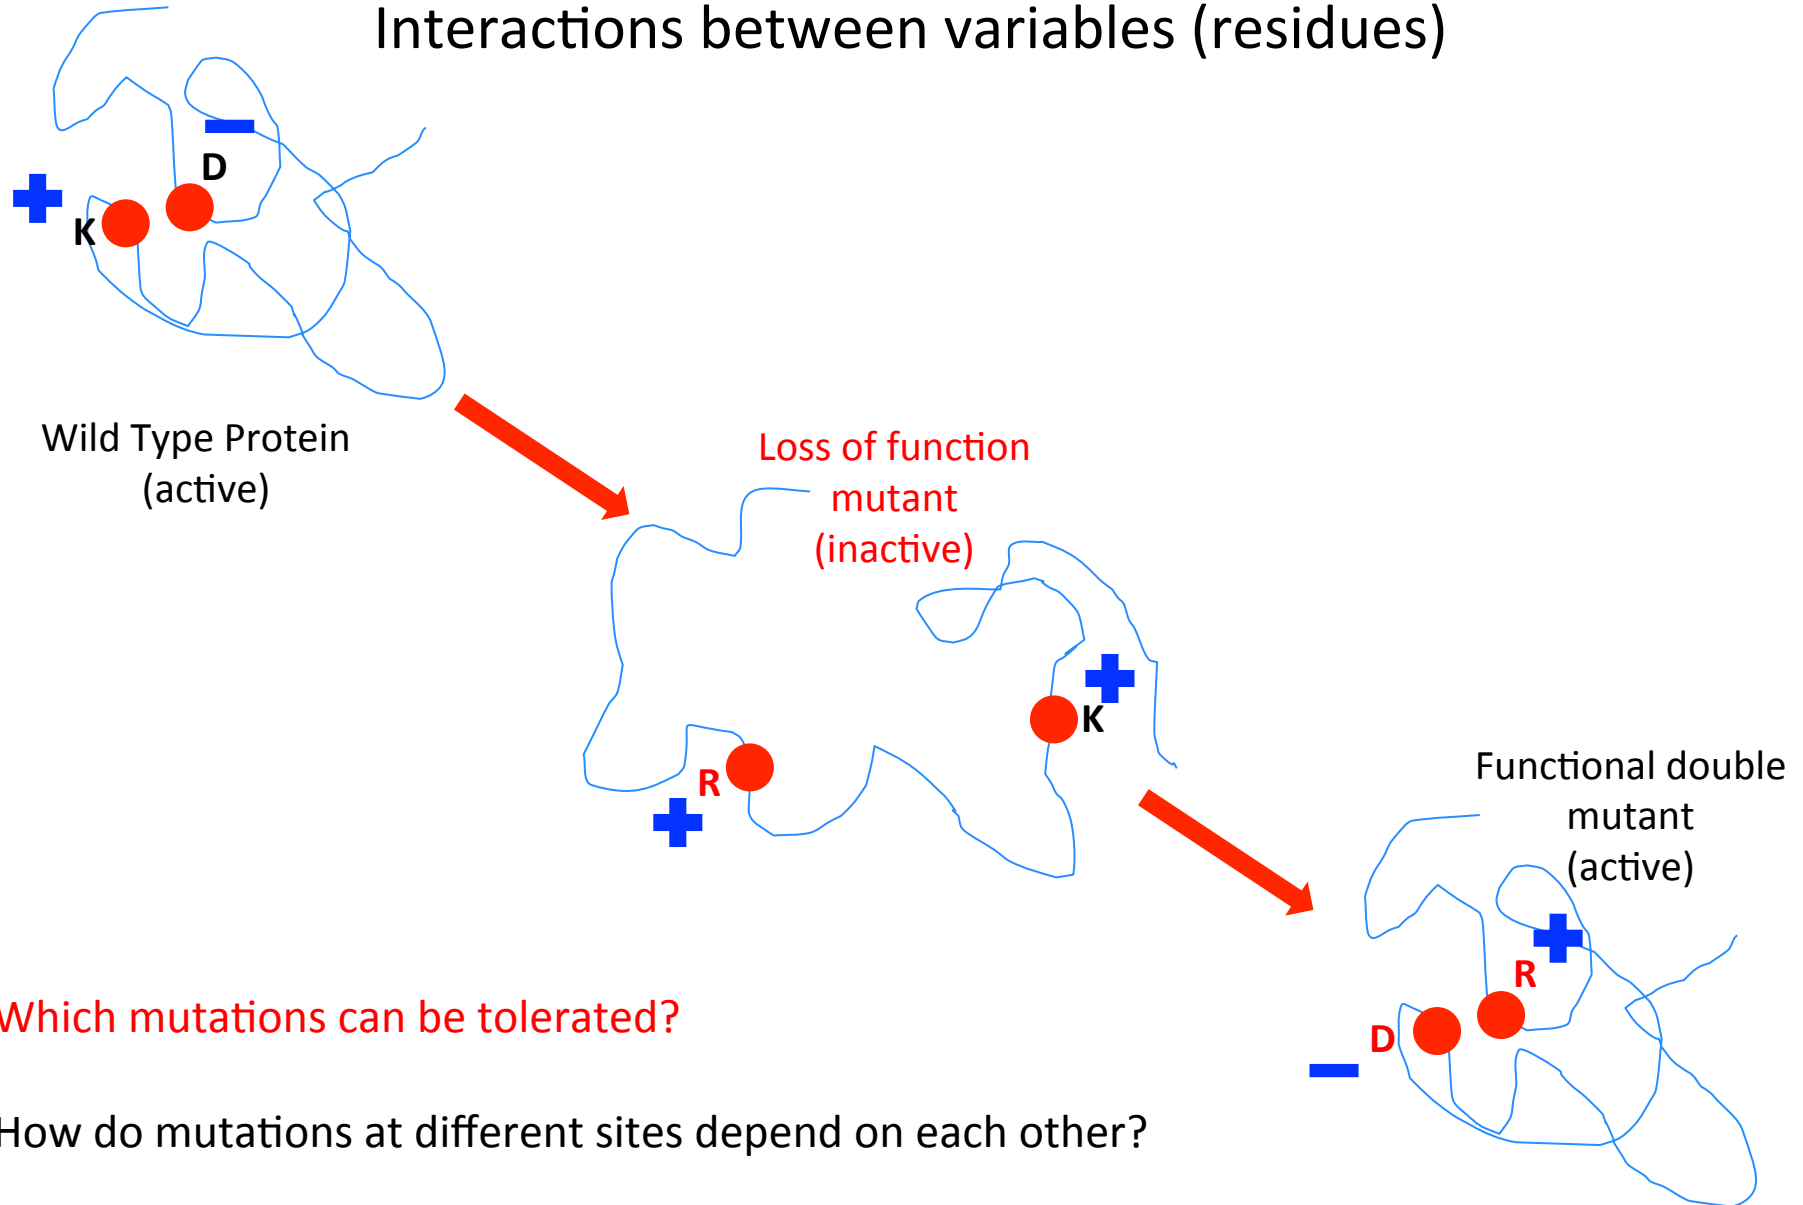 Interactions between variables (residues)
D
K
Wild Type Protein
(active)
Loss of function
mutant
(inactive)
K
R
Functional double
mutant
(active)
R
D
Which mutations can be tolerated?
How do mutations at different sites depend on each other?